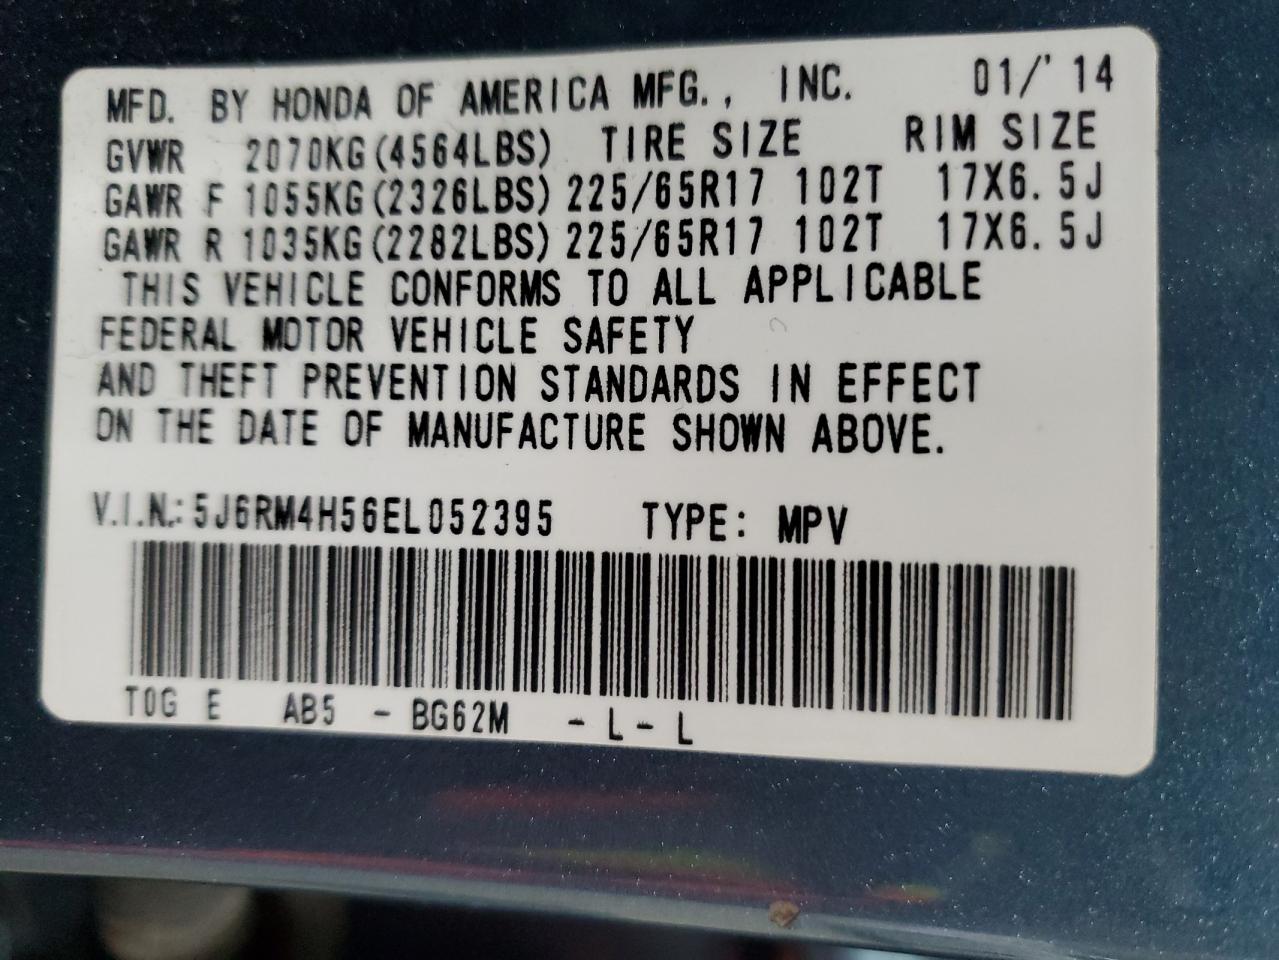 MFD. BY HONDA OF AMERICA MFG., INC. 01/'14
GVWR 2070KG(4564LBS) TIRE SIZE RIM SIZE
GAWR F 1055KG(2326LBS) 225/65R17 102T 17X6.5J
GAWR R 1035KG(2282LBS) 225/65R17 102T 17X6.5J
THIS VEHICLE CONFORMS TO ALL APPLICABLE
FEDERAL MOTOR VEHICLE SAFETY
AND THEFT PREVENTION STANDARDS IN EFFECT
ON THE DATE OF MANUFACTURE SHOWN ABOVE.
V.I.N.: 5J6RM4H56EL052395 TYPE: MPV
T0G E AB5 - BG62M - L - L